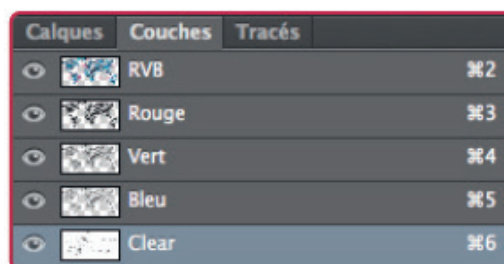 Calques Couches Tracés
RVB ⌘2
Rouge ⌘3
Vert ⌘4
Bleu ⌘5
Clear ⌘6